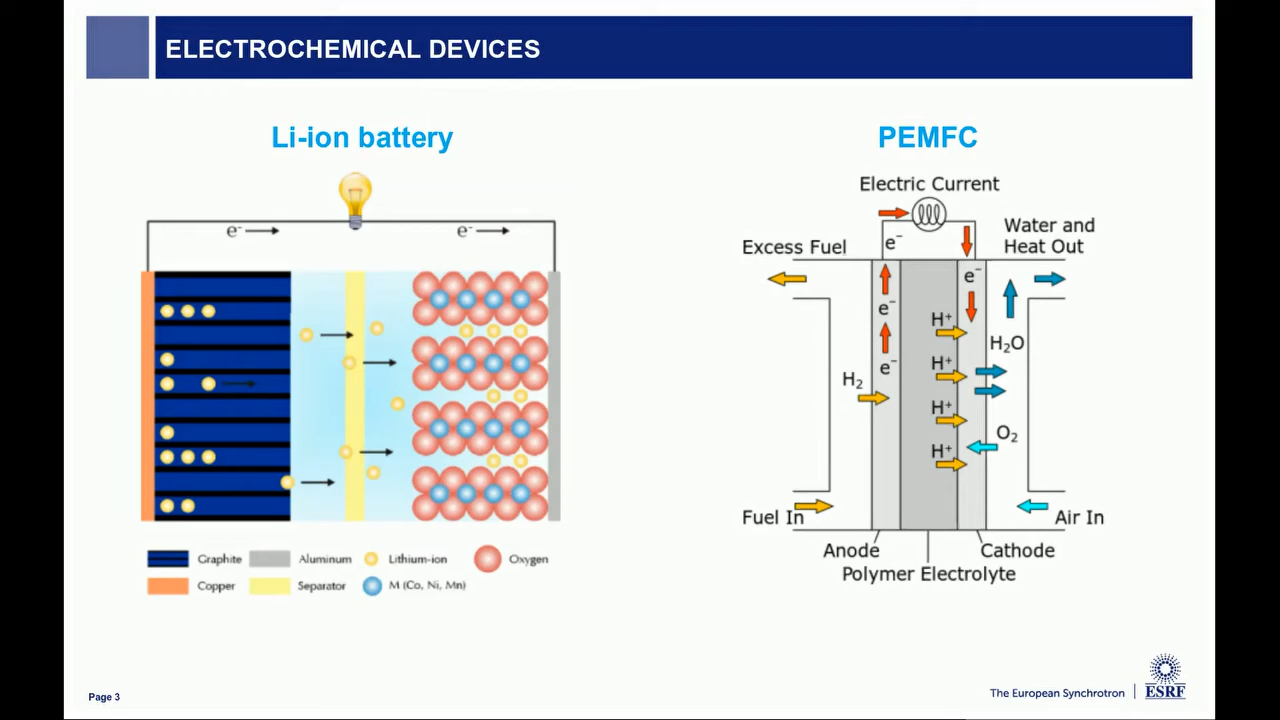 ELECTROCHEMICAL DEVICES
Li-ion battery
e⁻
e⁻
Graphite
Aluminum
Lithium-ion
Oxygen
Copper
Separator
M (Co, Ni, Mn)
PEMFC
Electric Current
Water and
Heat Out
Excess Fuel
e⁻
e⁻
e⁻
e⁻
H⁺
H⁺
H⁺
H⁺
H₂O
H₂
O₂
Fuel In
Air In
Anode
Cathode
Polymer Electrolyte
Page 3
The European Synchrotron
ESRF